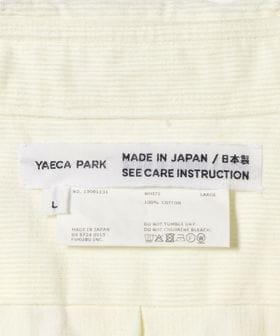 YAECA PARK
MADE IN JAPAN / 日本製
SEE CARE INSTRUCTION
L
WHITE
LARGE
100% COTTON
MADE IN JAPAN
DO NOT TUMBLE DRY.
DO NOT CHLORINE BLEACH.